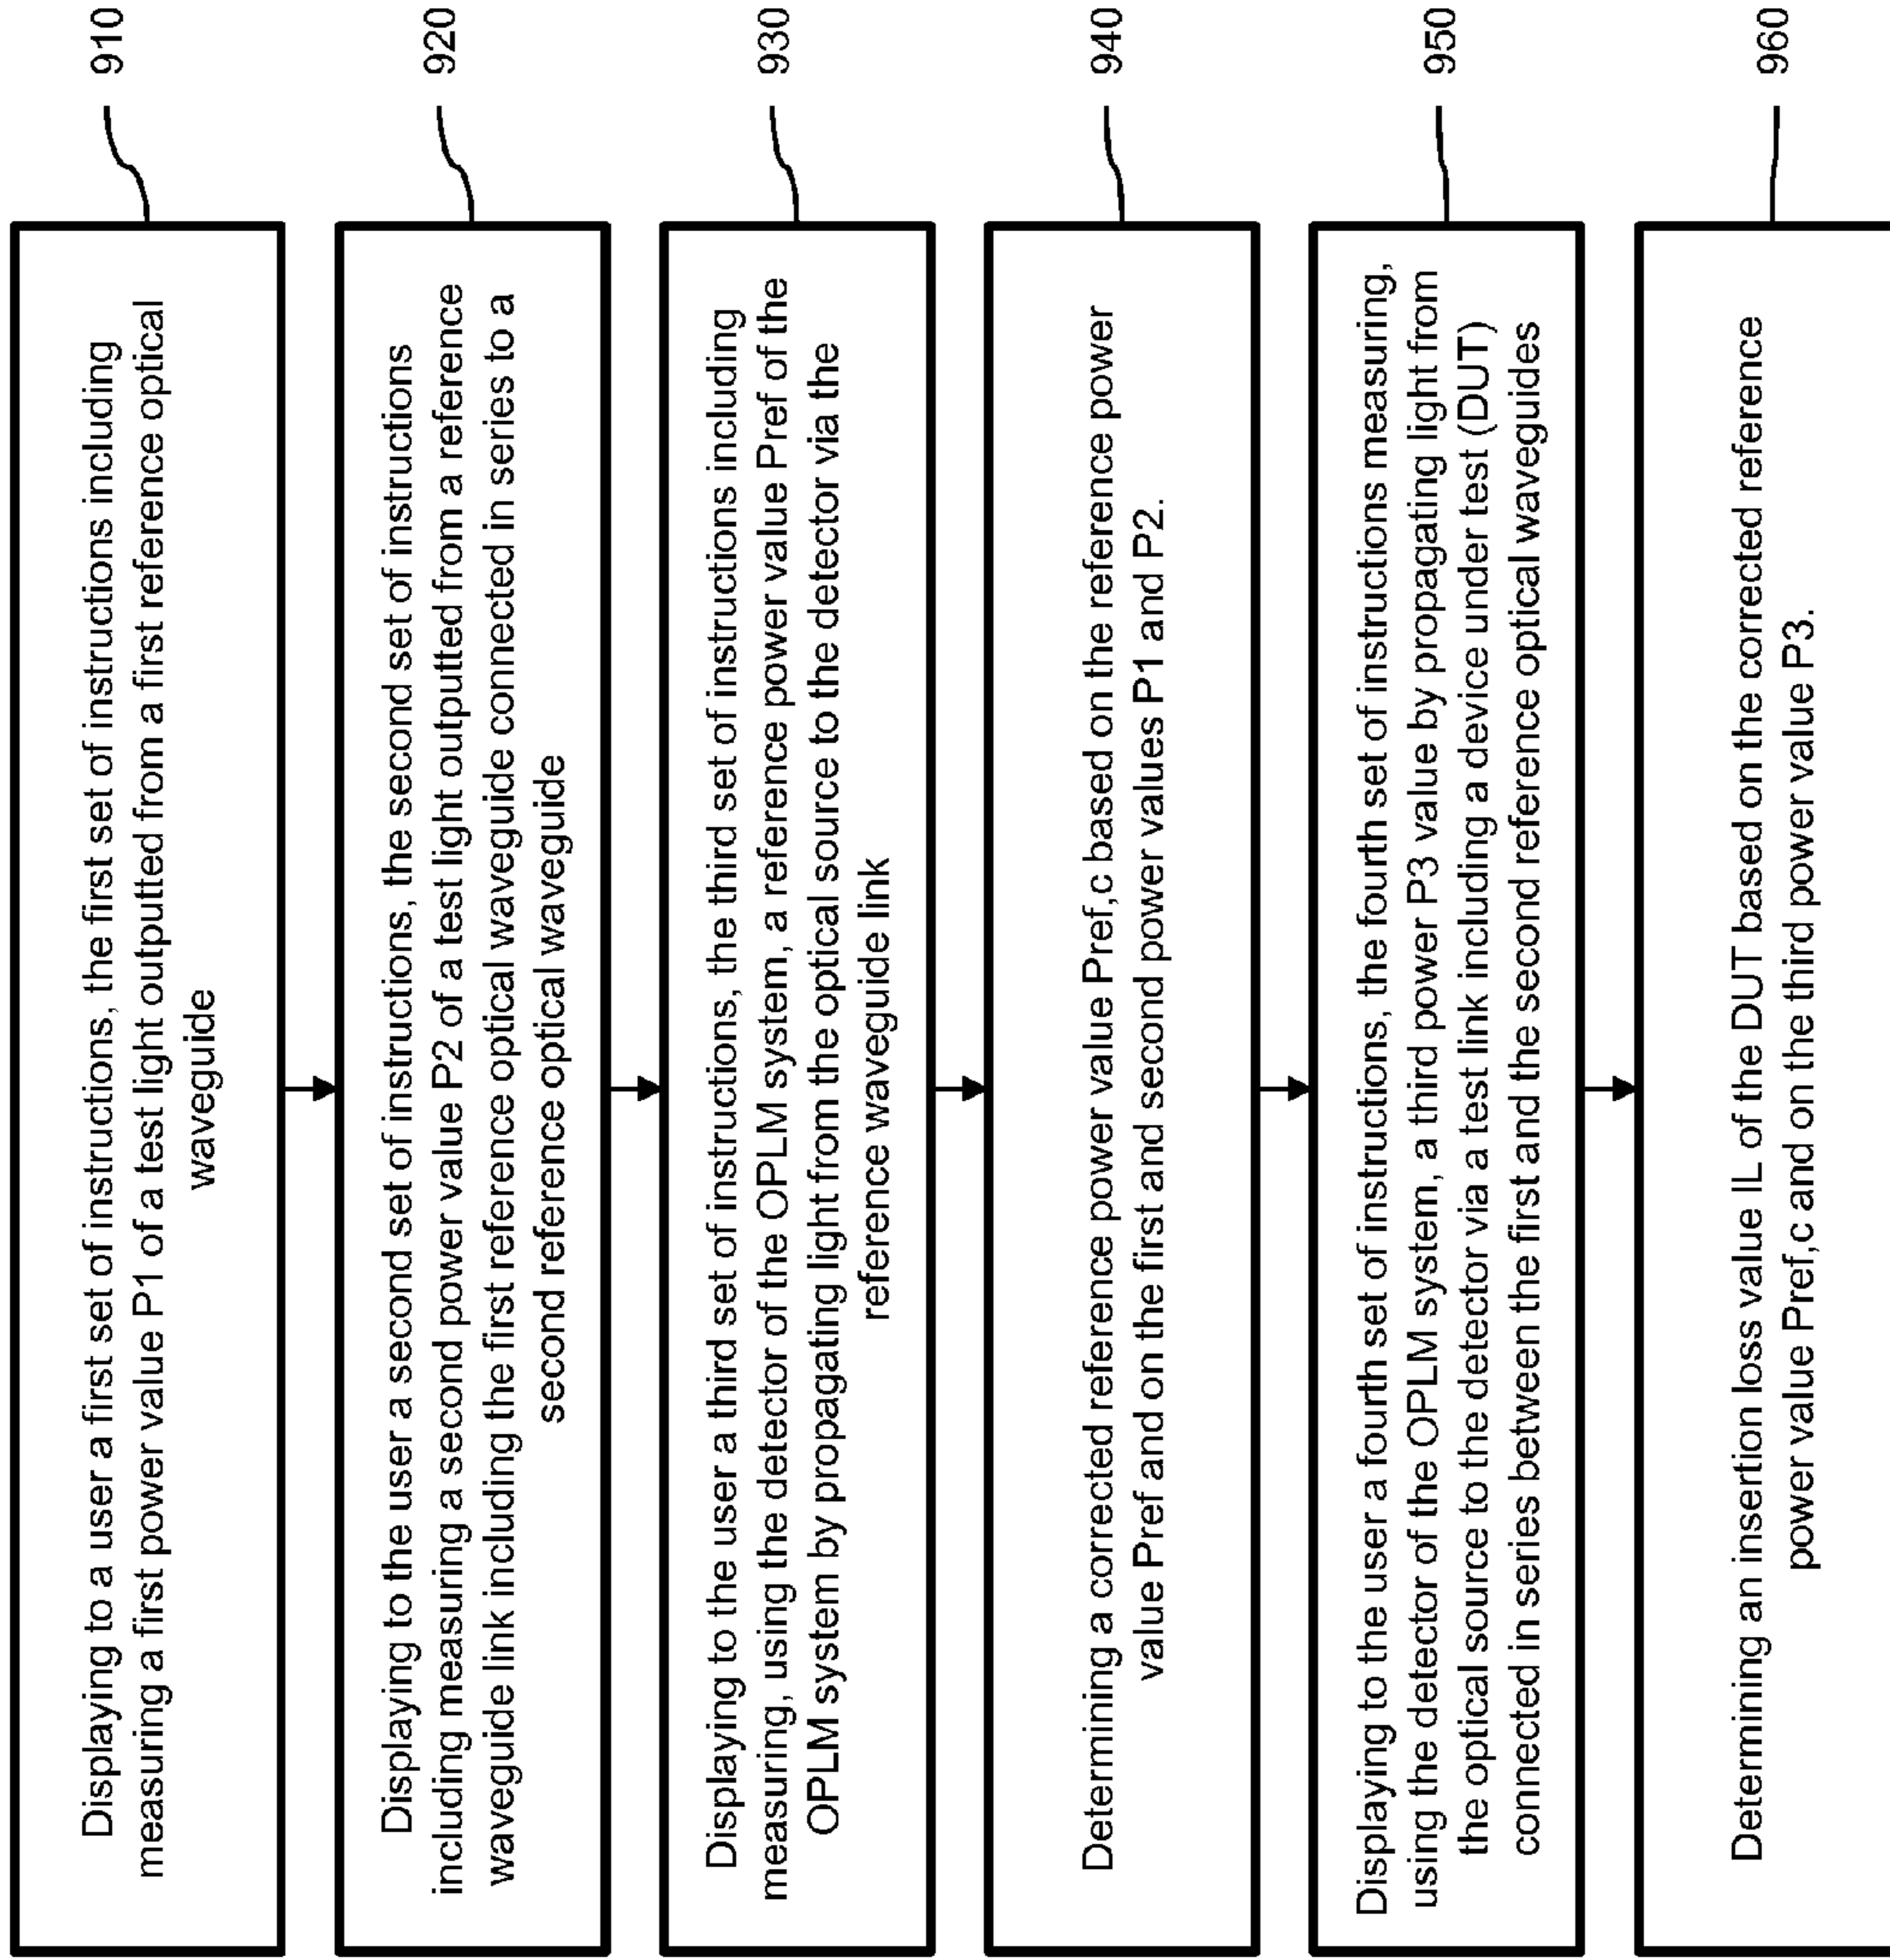 Displaying to a user a first set of instructions, the first set of instructions including
measuring a first power value P1 of a test light outputted from a first reference optical
waveguide
910
Displaying to the user a second set of instructions, the second set of instructions
including measuring a second power value P2 of a test light outputted from a reference
waveguide link including the first reference optical waveguide connected in series to a
second reference optical waveguide
920
Displaying to the user a third set of instructions, the third set of instructions including
measuring, using the detector of the OPLM system, a reference power value Pref of the
OPLM system by propagating light from the optical source to the detector via the
reference waveguide link
930
Determining a corrected reference power value Pref,c based on the reference power
value Pref and on the first and second power values P1 and P2.
940
Displaying to the user a fourth set of instructions, the fourth set of instructions measuring,
using the detector of the OPLM system, a third power P3 value by propagating light from
the optical source to the detector via a test link including a device under test (DUT)
connected in series between the first and the second reference optical waveguides
950
Determining an insertion loss value IL of the DUT based on the corrected reference
power value Pref,c and on the third power value P3.
960